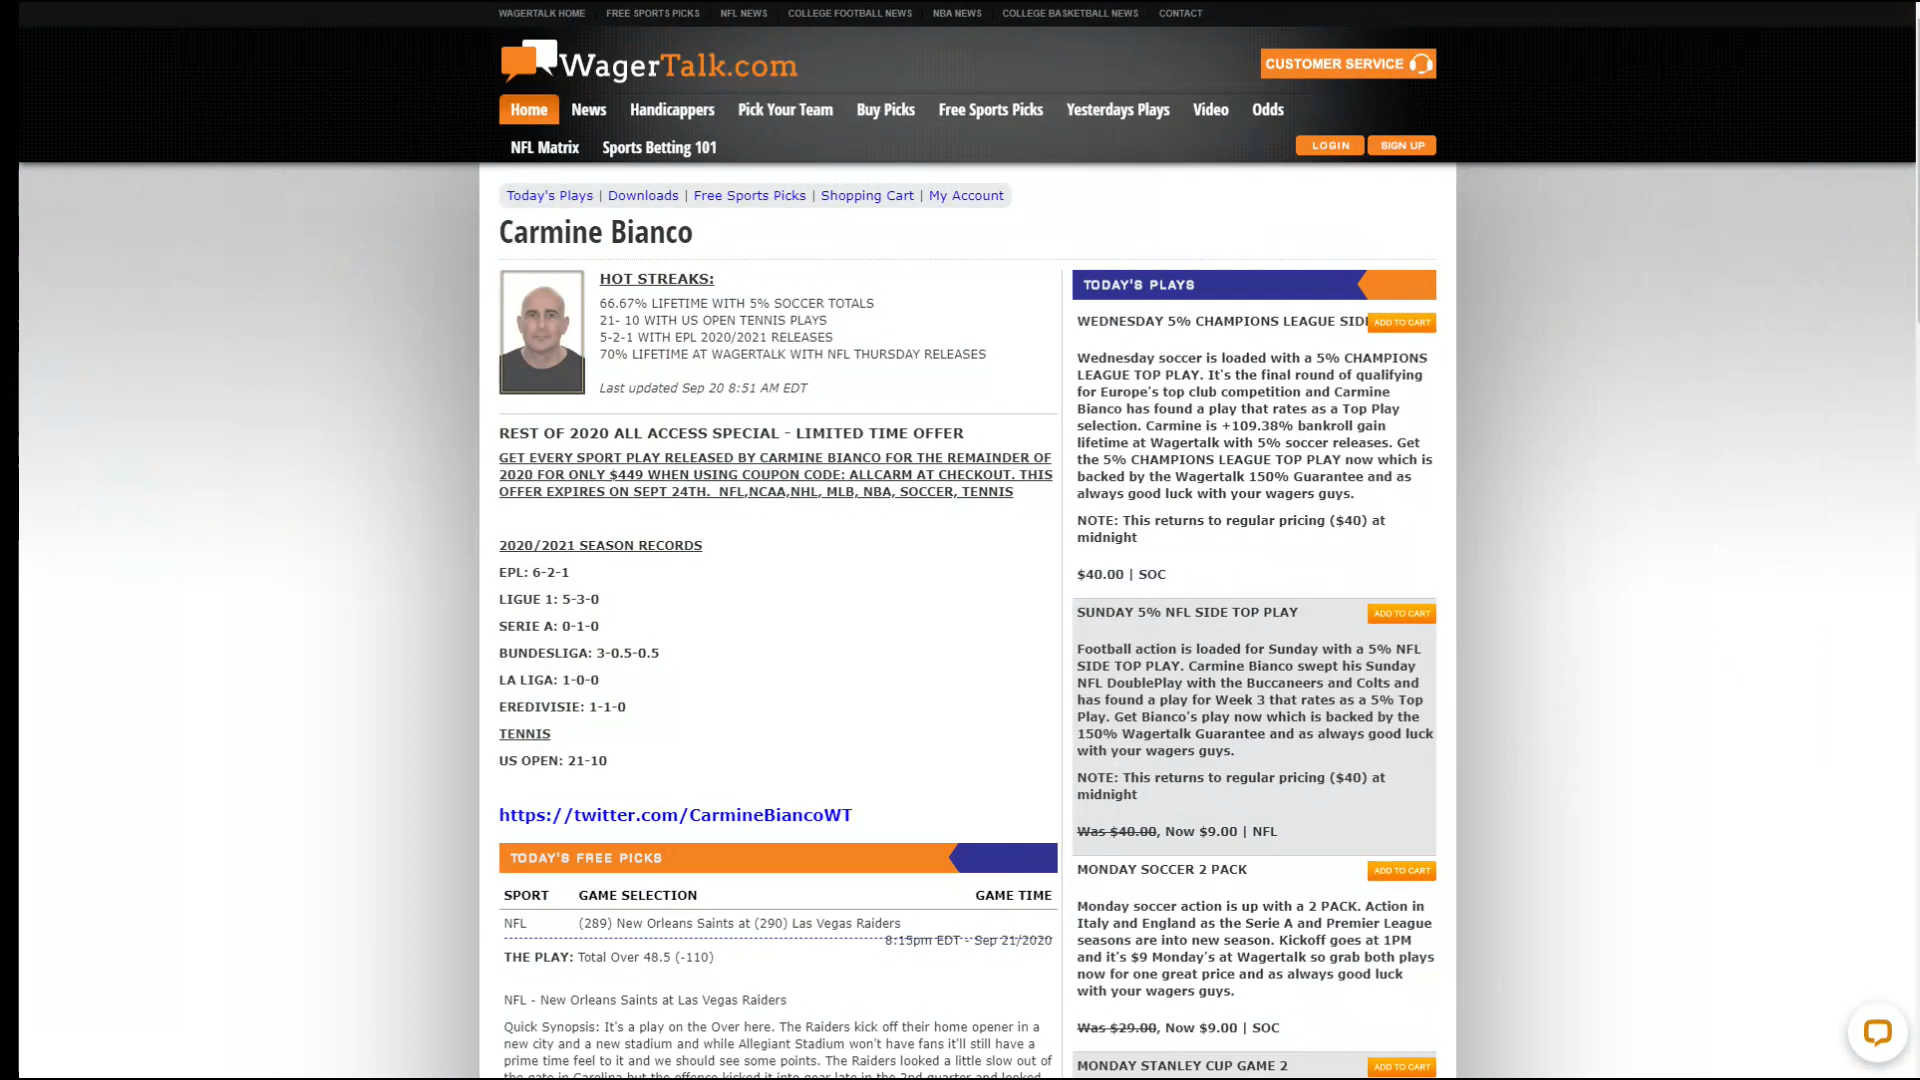 WAGERTALK HOME FREE SPORTS PICKS NFL NEWS COLLEGE FOOTBALL NEWS NBA NEWS COLLEGE BASKETBALL NEWS CONTACT
WagerTalk.com
CUSTOMER SERVICE
Home News Handicappers Pick Your Team Buy Picks Free Sports Picks Yesterdays Plays Video Odds
NFL Matrix Sports Betting 101
LOGIN SIGN UP
Today's Plays | Downloads | Free Sports Picks | Shopping Cart | My Account
Carmine Bianco
HOT STREAKS:
66.67% LIFETIME WITH 5% SOCCER TOTALS
21- 10 WITH US OPEN TENNIS PLAYS
5-2-1 WITH EPL 2020/2021 RELEASES
70% LIFETIME AT WAGERTALK WITH NFL THURSDAY RELEASES
Last updated Sep 20 8:51 AM EDT
REST OF 2020 ALL ACCESS SPECIAL - LIMITED TIME OFFER
GET EVERY SPORT PLAY RELEASED BY CARMINE BIANCO FOR THE REMAINDER OF
2020 FOR ONLY $449 WHEN USING COUPON CODE: ALLCARM AT CHECKOUT. THIS
OFFER EXPIRES ON SEPT 24TH. NFL,NCAA,NHL, MLB, NBA, SOCCER, TENNIS
2020/2021 SEASON RECORDS
EPL: 6-2-1
LIGUE 1: 5-3-0
SERIE A: 0-1-0
BUNDESLIGA: 3-0.5-0.5
LA LIGA: 1-0-0
EREDIVISIE: 1-1-0
TENNIS
US OPEN: 21-10
https://twitter.com/CarmineBiancoWT
TODAY'S FREE PICKS
SPORT GAME SELECTION GAME TIME
NFL (289) New Orleans Saints at (290) Las Vegas Raiders
8:15pm EDT - Sep 21/2020
THE PLAY: Total Over 48.5 (-110)
NFL - New Orleans Saints at Las Vegas Raiders
Quick Synopsis: It's a play on the Over here. The Raiders kick off their home opener in a
new city and a new stadium and while Allegiant Stadium won't have fans it'll still have a
prime time feel to it and we should see some points. The Raiders looked a little slow out of
the gate in Carolina but the offence kicked it into gear late in the 2nd quarter and looked
TODAY'S PLAYS
WEDNESDAY 5% CHAMPIONS LEAGUE SIDE
ADD TO CART
Wednesday soccer is loaded with a 5% CHAMPIONS
LEAGUE TOP PLAY. It's the final round of qualifying
for Europe's top club competition and Carmine
Bianco has found a play that rates as a Top Play
selection. Carmine is +109.38% bankroll gain
lifetime at Wagertalk with 5% soccer releases. Get
the 5% CHAMPIONS LEAGUE TOP PLAY now which is
backed by the Wagertalk 150% Guarantee and as
always good luck with your wagers guys.
NOTE: This returns to regular pricing ($40) at
midnight
$40.00 | SOC
SUNDAY 5% NFL SIDE TOP PLAY
ADD TO CART
Football action is loaded for Sunday with a 5% NFL
SIDE TOP PLAY. Carmine Bianco swept his Sunday
NFL DoublePlay with the Buccaneers and Colts and
has found a play for Week 3 that rates as a 5% Top
Play. Get Bianco's play now which is backed by the
150% Wagertalk Guarantee and as always good luck
with your wagers guys.
NOTE: This returns to regular pricing ($40) at
midnight
Was $40.00, Now $9.00 | NFL
MONDAY SOCCER 2 PACK
ADD TO CART
Monday soccer action is up with a 2 PACK. Action in
Italy and England as the Serie A and Premier League
seasons are into new season. Kickoff goes at 1PM
and it's $9 Monday's at Wagertalk so grab both plays
now for one great price and as always good luck
with your wagers guys.
Was $29.00, Now $9.00 | SOC
MONDAY STANLEY CUP GAME 2
ADD TO CART